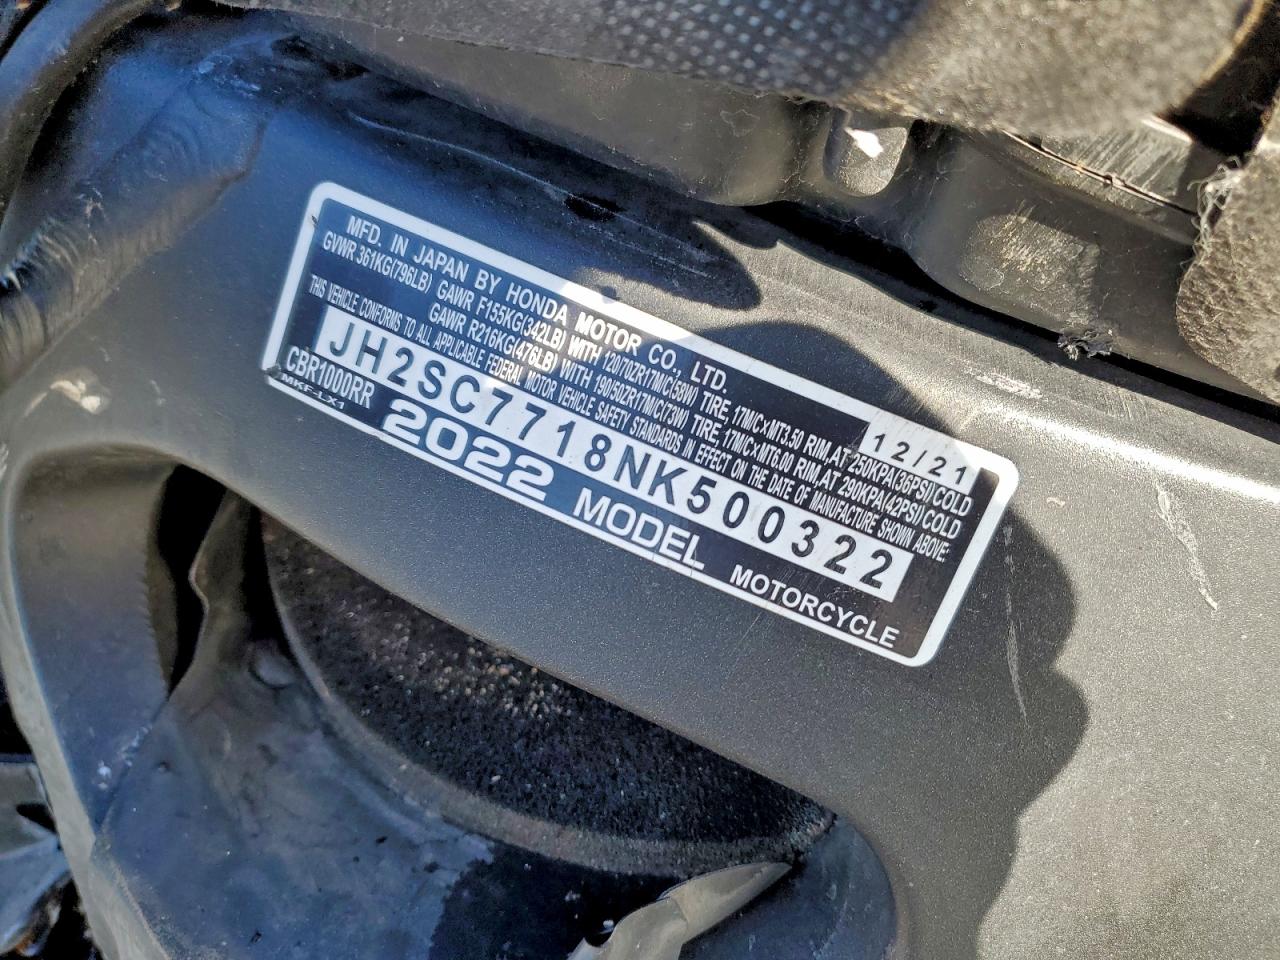 MFD. IN JAPAN BY HONDA MOTOR CO., LTD.
12/21
GVWR 361KG(796LB) GAWR F155KG(342LB) WITH 120/70ZR17M/C(58W) TIRE, 17M/C×MT3.50 RIM, AT 250KPA(36PSI) COLD
GAWR R216KG(476LB) WITH 190/50ZR17M/C(73W) TIRE, 17M/C×MT6.00 RIM, AT 290KPA(42PSI) COLD
THIS VEHICLE CONFORMS TO ALL APPLICABLE FEDERAL MOTOR VEHICLE SAFETY STANDARDS IN EFFECT ON THE DATE OF MANUFACTURE SHOWN ABOVE:
JH2SC7718NK500322
CBR1000RR
MKF-LX1
2022 MODEL
MOTORCYCLE